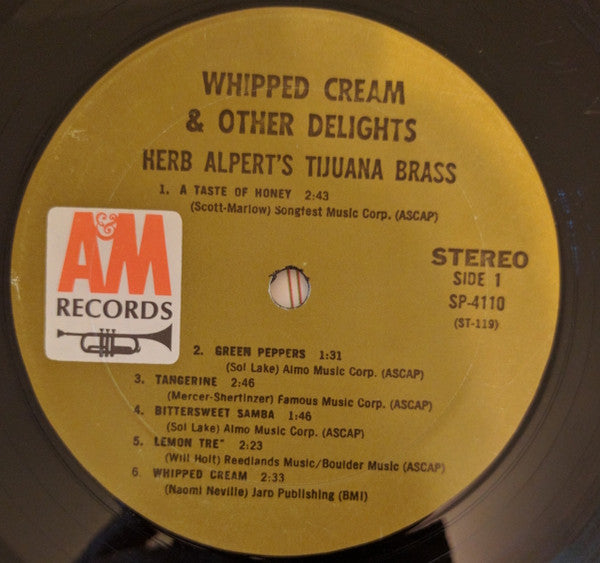 WHIPPED CREAM
& OTHER DELIGHTS
HERB ALPERT'S TIJUANA BRASS
1. A TASTE OF HONEY 2:43
(Scott-Marlow) Songfest Music Corp. (ASCAP)
A&M
RECORDS
STEREO
SIDE 1
SP-4110
(ST-119)
2. GREEN PEPPERS 1:31
(Sol Lake) Almo Music Corp. (ASCAP)
3. TANGERINE 2:46
(Mercer-Shertinzer) Famous Music Corp. (ASCAP)
4. BITTERSWEET SAMBA 1:46
(Sol Lake) Almo Music Corp. (ASCAP)
5. LEMON TRE" 2:23
(Will Holt) Reedlands Music/Boulder Music (ASCAP)
6. WHIPPED CREAM 2:33
(Naomi Neville) Jarp Publishing (BMI)